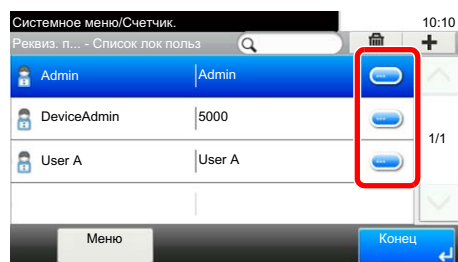 Системное меню/Счетчик.
10:10
Реквиз. п... - Список лок польз
Admin
Admin
DeviceAdmin
5000
1/1
User A
User A
Меню
Конец